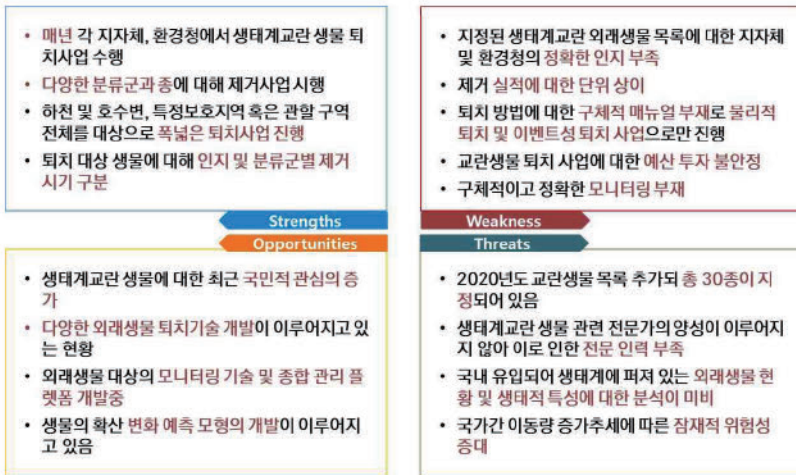 • 매년 각 지자체, 환경청에서 생태계교란 생물 퇴
치사업 수행
• 다양한 분류군과 종에 대해 제거사업 시행
• 하천 및 호수변, 특정보호지역 혹은 관할 구역
전체를 대상으로 폭넓은 퇴치사업 진행
• 퇴치 대상 생물에 대해 인지 및 분류군별 제거
시기 구분
Strengths
• 지정된 생태계교란 외래생물 목록에 대한 지자체
및 환경청의 정확한 인지 부족
• 제거 실적에 대한 단위 상이
• 퇴치 방법에 대한 구체적 매뉴얼 부재로 물리적
퇴치 및 이벤트성 퇴치 사업으로만 진행
• 교란생물 퇴치 사업에 대한 예산 투자 불안정
• 구체적이고 정확한 모니터링 부재
Weakness
Opportunities
• 생태계교란 생물에 대한 최근 국민적 관심의 증
가
• 다양한 외래생물 퇴치기술 개발이 이루어지고 있
는 현황
• 외래생물 대상의 모니터링 기술 및 종합 관리 플
렛폼 개발중
• 생물의 확산 변화 예측 모형의 개발이 이루어지
고 있음
Threats
• 2020년도 교란생물 목록 추가되 총 30종이 지
정되어 있음
• 생태계교란 생물 관련 전문가의 양성이 이루어지
지 않아 이로 인한 전문 인력 부족
• 국내 유입되어 생태계에 퍼져 있는 외래생물 현
황 및 생태적 특성에 대한 분석이 미비
• 국가간 이동량 증가추세에 따른 잠재적 위험성
증대